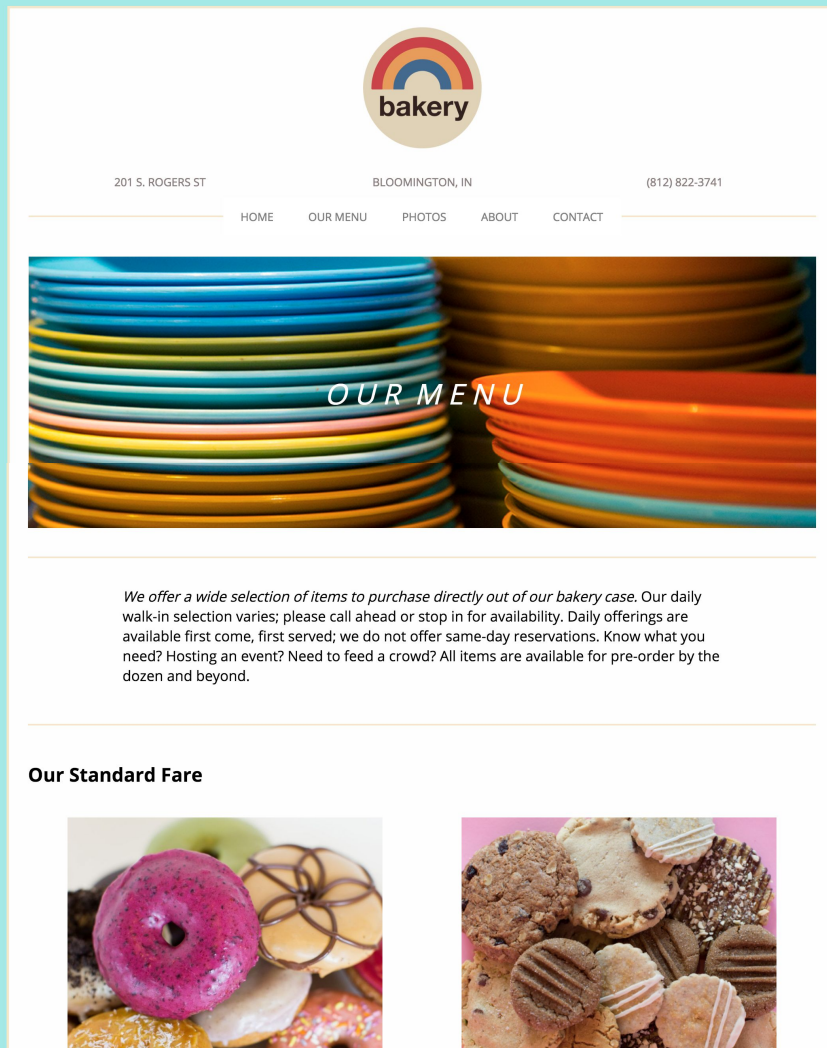 bakery
201 S. ROGERS ST BLOOMINGTON, IN (812) 822-3741
HOME OUR MENU PHOTOS ABOUT CONTACT
OUR MENU
We offer a wide selection of items to purchase directly out of our bakery case. Our daily
walk-in selection varies; please call ahead or stop in for availability. Daily offerings are
available first come, first served; we do not offer same-day reservations. Know what you
need? Hosting an event? Need to feed a crowd? All items are available for pre-order by the
dozen and beyond.
Our Standard Fare